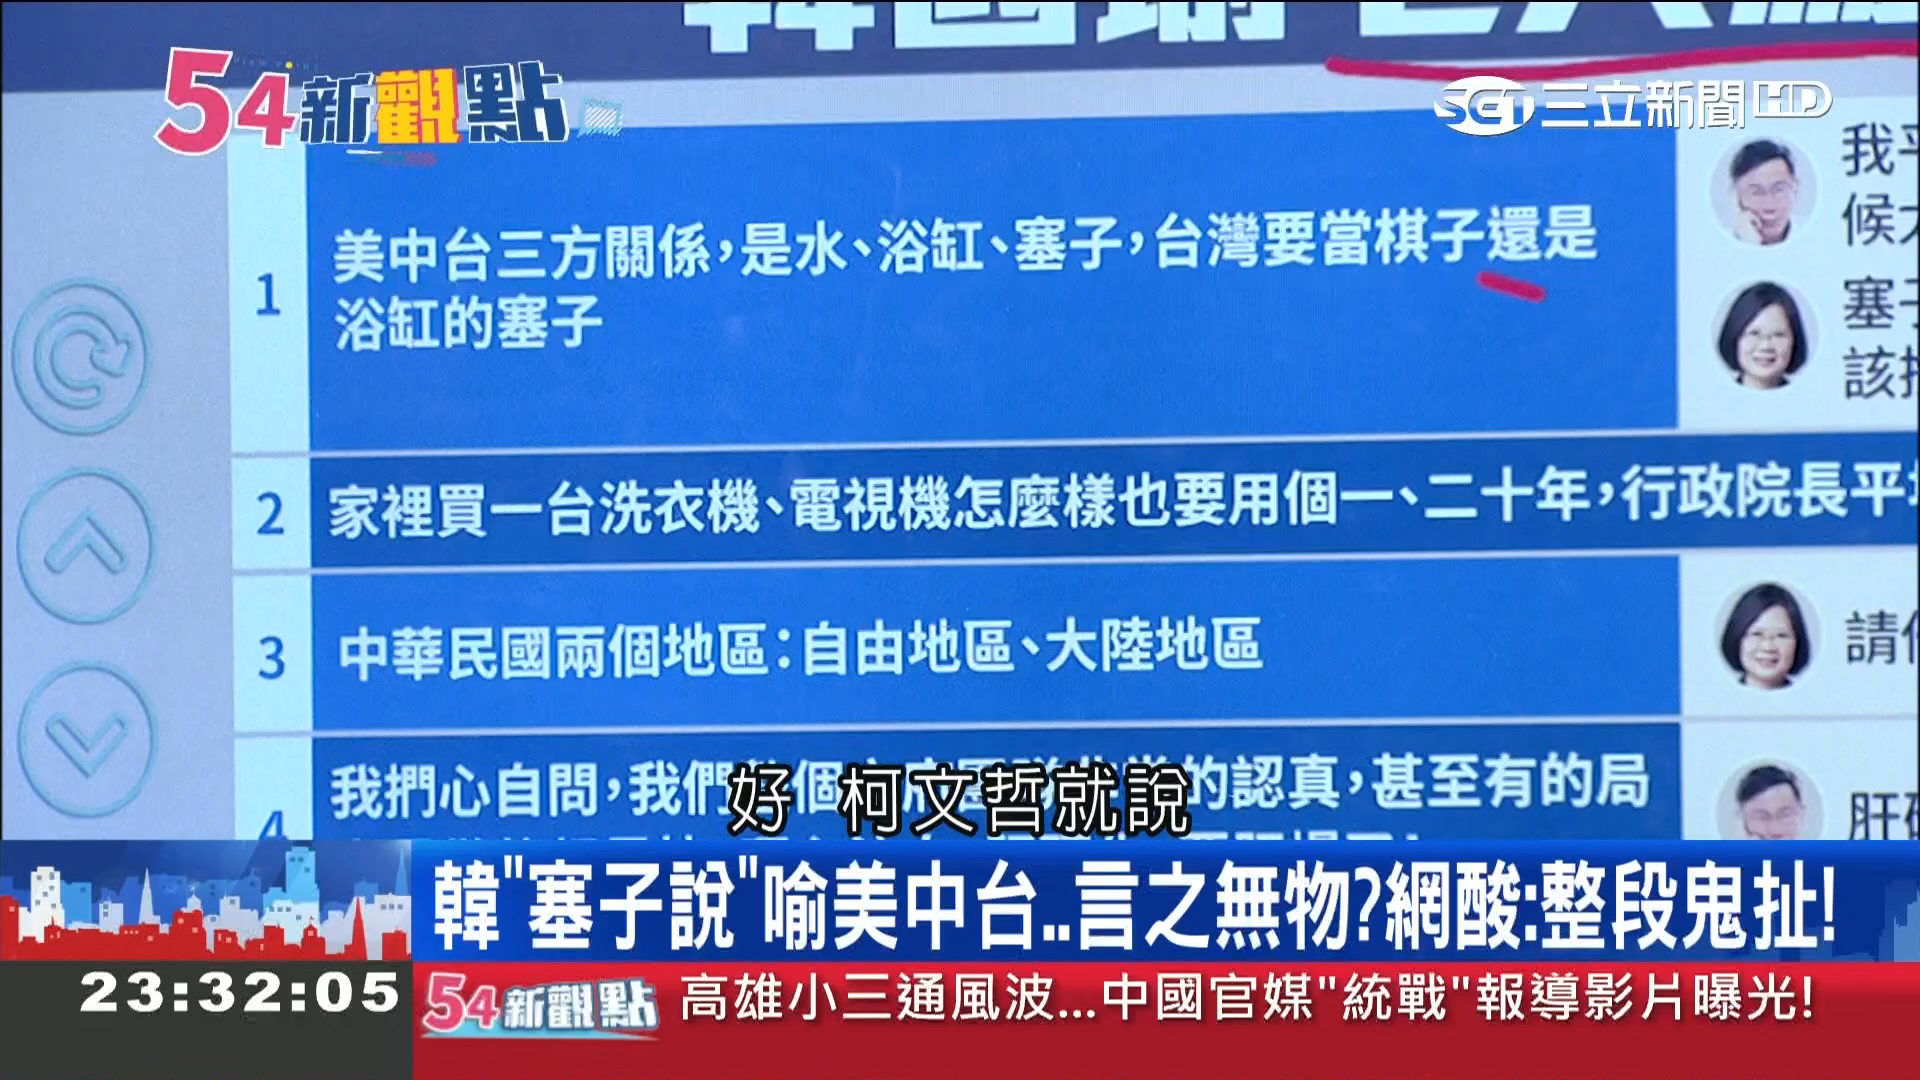 54新觀點
SET三立新聞HD
1
美中台三方關係，是水、浴缸、塞子，台灣要當棋子還是
浴缸的塞子
2
家裡買一台洗衣機、電視機怎麼樣也要用個一、二十年，行政院長平
3
中華民國兩個地區：自由地區、大陸地區
請
4
我捫心自問，我們
的認真，甚至有的局
好 柯文哲就說
韓"塞子說"喻美中台..言之無物?網酸:整段鬼扯!
23:32:05
54新觀點
高雄小三通風波...中國官媒"統戰"報導影片曝光!